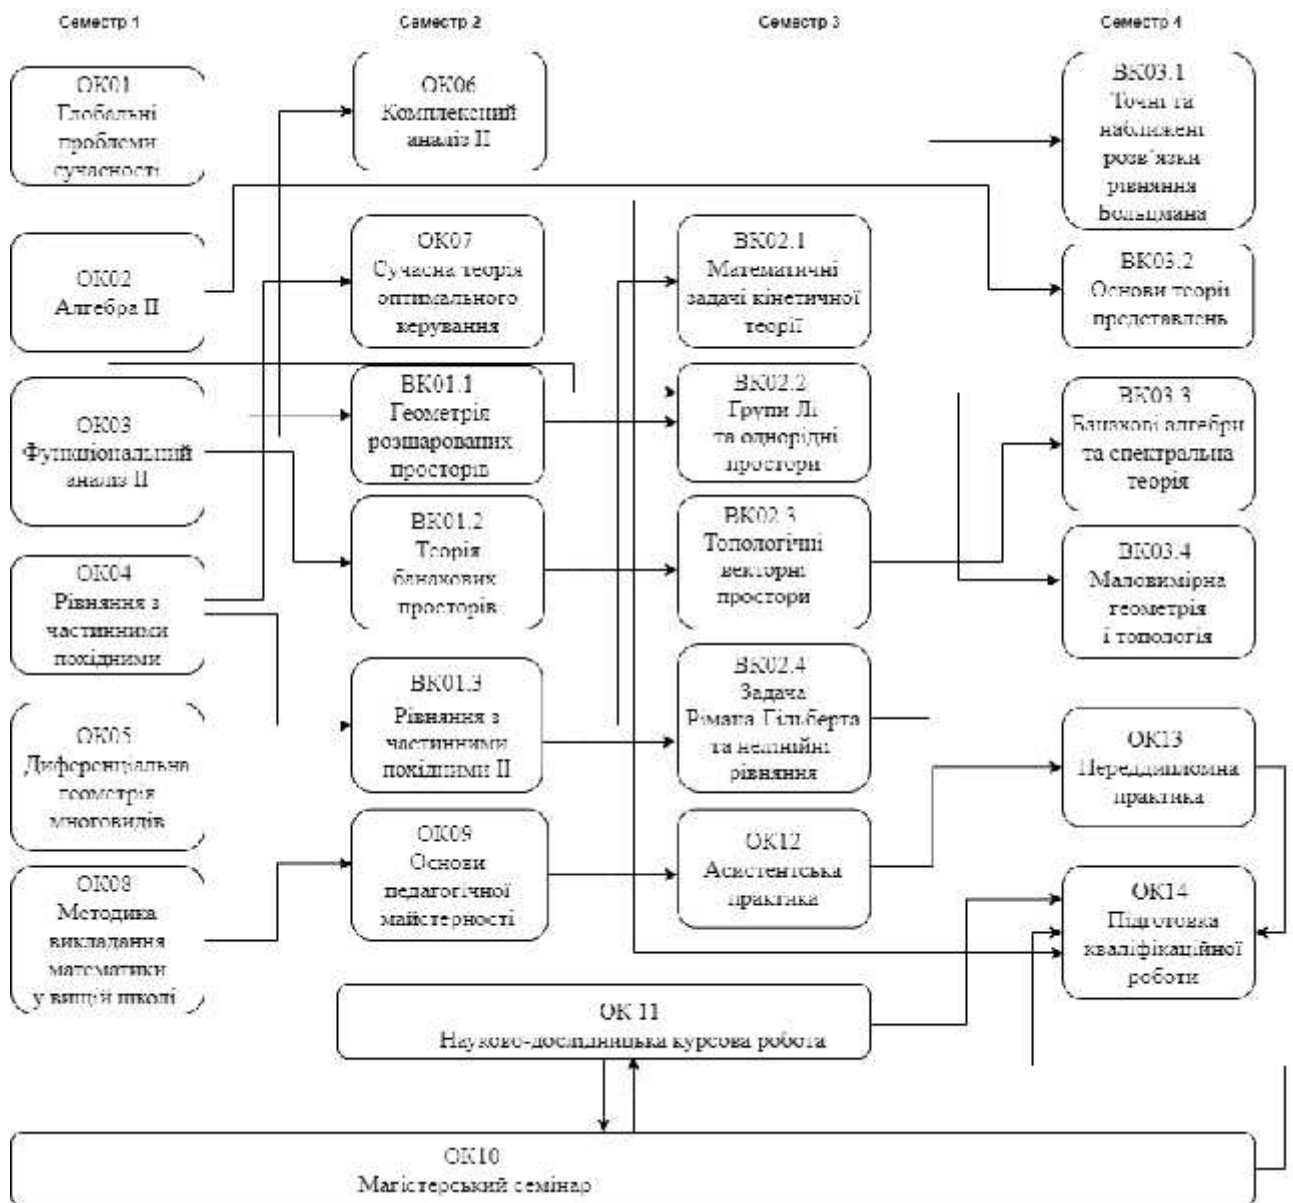 Семестр 1
Семестр 2
Семестр 3
Семестр 4
ОК01
Глобальні
проблеми
сучасності
ОК02
Алгебра II
ОК03
Функціональний
аналіз II
ОК04
Рівняння з
частинними
похідними
ОК05
Диференціальна
геометрія
многовидів
ОК08
Методика
викладання
математики
у вищій школі
ОК06
Комплексний
аналіз II
ОК07
Сучасна теорія
оптимального
керування
ВК01.1
Геометрія
розшарованих
просторів
ВК01.2
Теорія
банахових
просторів
ВК01.3
Рівняння з
частинними
похідними II
ОК09
Основи
педагогічної
майстерності
ВК02.1
Математичні
задачі кінетичної
теорії
ВК02.2
Групи Лі
та однорідні
простори
ВК02.3
Топологічні
векторні
простори
ВК02.4
Задача
Рімана-Гільберта
та нелінійні
рівняння
ОК12
Асистентська
практика
ВК03.1
Точні та
наближені
розв'язки
рівняння
Больцмана
ВК03.2
Основи теорії
представлень
ВК03.3
Банахові алгебри
та спектральна
теорія
ВК03.4
Маловимірна
геометрія
і топологія
ОК13
Переддипломна
практика
ОК14
Підготовка
кваліфікаційної
роботи
ОК 11
Науково-дослідницька курсова робота
ОК10
Магістерський семінар